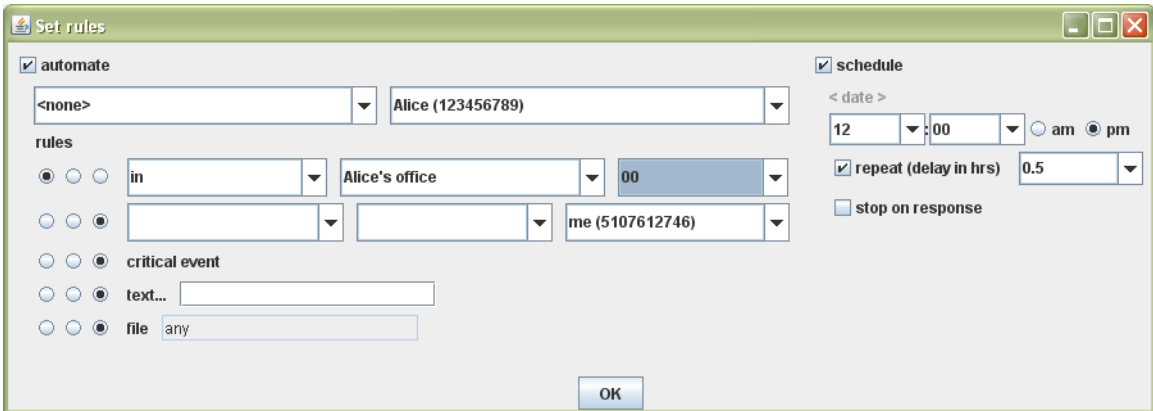 Set rules
automate
schedule
<none>
Alice (123456789)
< date >
12 : 00 am pm
rules
in
Alice's office
00
repeat (delay in hrs) 0.5
me (5107612746)
stop on response
critical event
text...
file any
OK